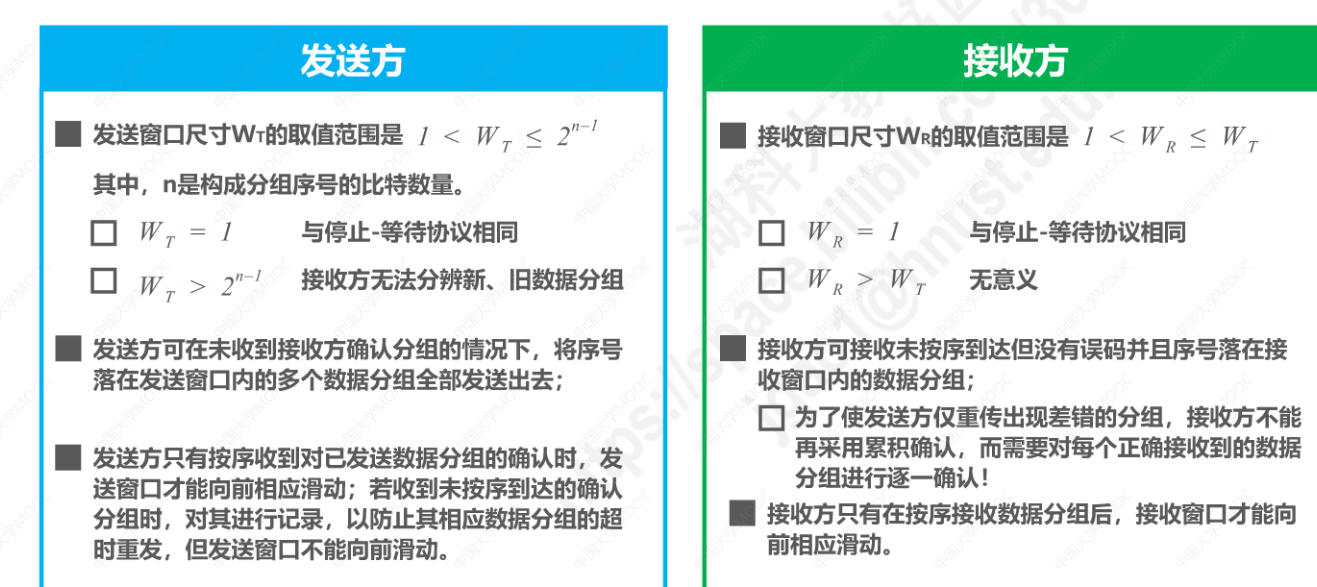 发送方
■ 发送窗口尺寸WT的取值范围是 1 < W_T ≤ 2^{n-1}
其中，n是构成分组序号的比特数量。
□ W_T = 1 与停止-等待协议相同
□ W_T > 2^{n-1} 接收方无法分辨新、旧数据分组
■ 发送方可在未收到接收方确认分组的情况下，将序号
落在发送窗口内的多个数据分组全部发送出去；
■ 发送方只有按序收到对已发送数据分组的确认时，发
送窗口才能向前相应滑动；若收到未按序到达的确认
分组时，对其进行记录，以防止其相应数据分组的超
时重发，但发送窗口不能向前滑动。
接收方
■ 接收窗口尺寸WR的取值范围是 1 < W_R ≤ W_T
□ W_R = 1 与停止-等待协议相同
□ W_R > W_T 无意义
■ 接收方可接收未按序到达但没有误码并且序号落在接
收窗口内的数据分组；
□ 为了使发送方仅重传出现差错的分组，接收方不能
再采用累积确认，而需要对每个正确接收到的数据
分组进行逐一确认！
■ 接收方只有在按序接收数据分组后，接收窗口才能向
前相应滑动。
中国大学MOOC